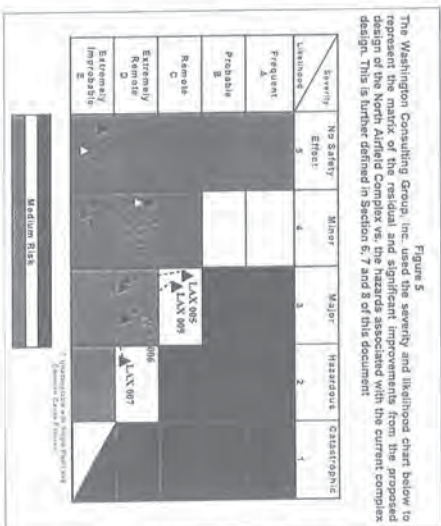 Figure 5
The Washington Consulting Group, Inc. used the severity and likelihood chart below to
represent the matrix of the residual and significant improvements from the proposed
design of the North Airfield Complex vs. the hazards associated with the current complex
design. This is further defined in Section 6, 7 and 8 of this document
Severity
Likelihood
No Safety
Effect
5
Minor
4
Major
3
Hazardous
2
Catastrophic
1
Frequent
A
Probable
B
Remote
C
LAX 005
LAX 009
Extremely
Remote
D
006
LAX 007
Extremely
Improbable
E
Medium Risk